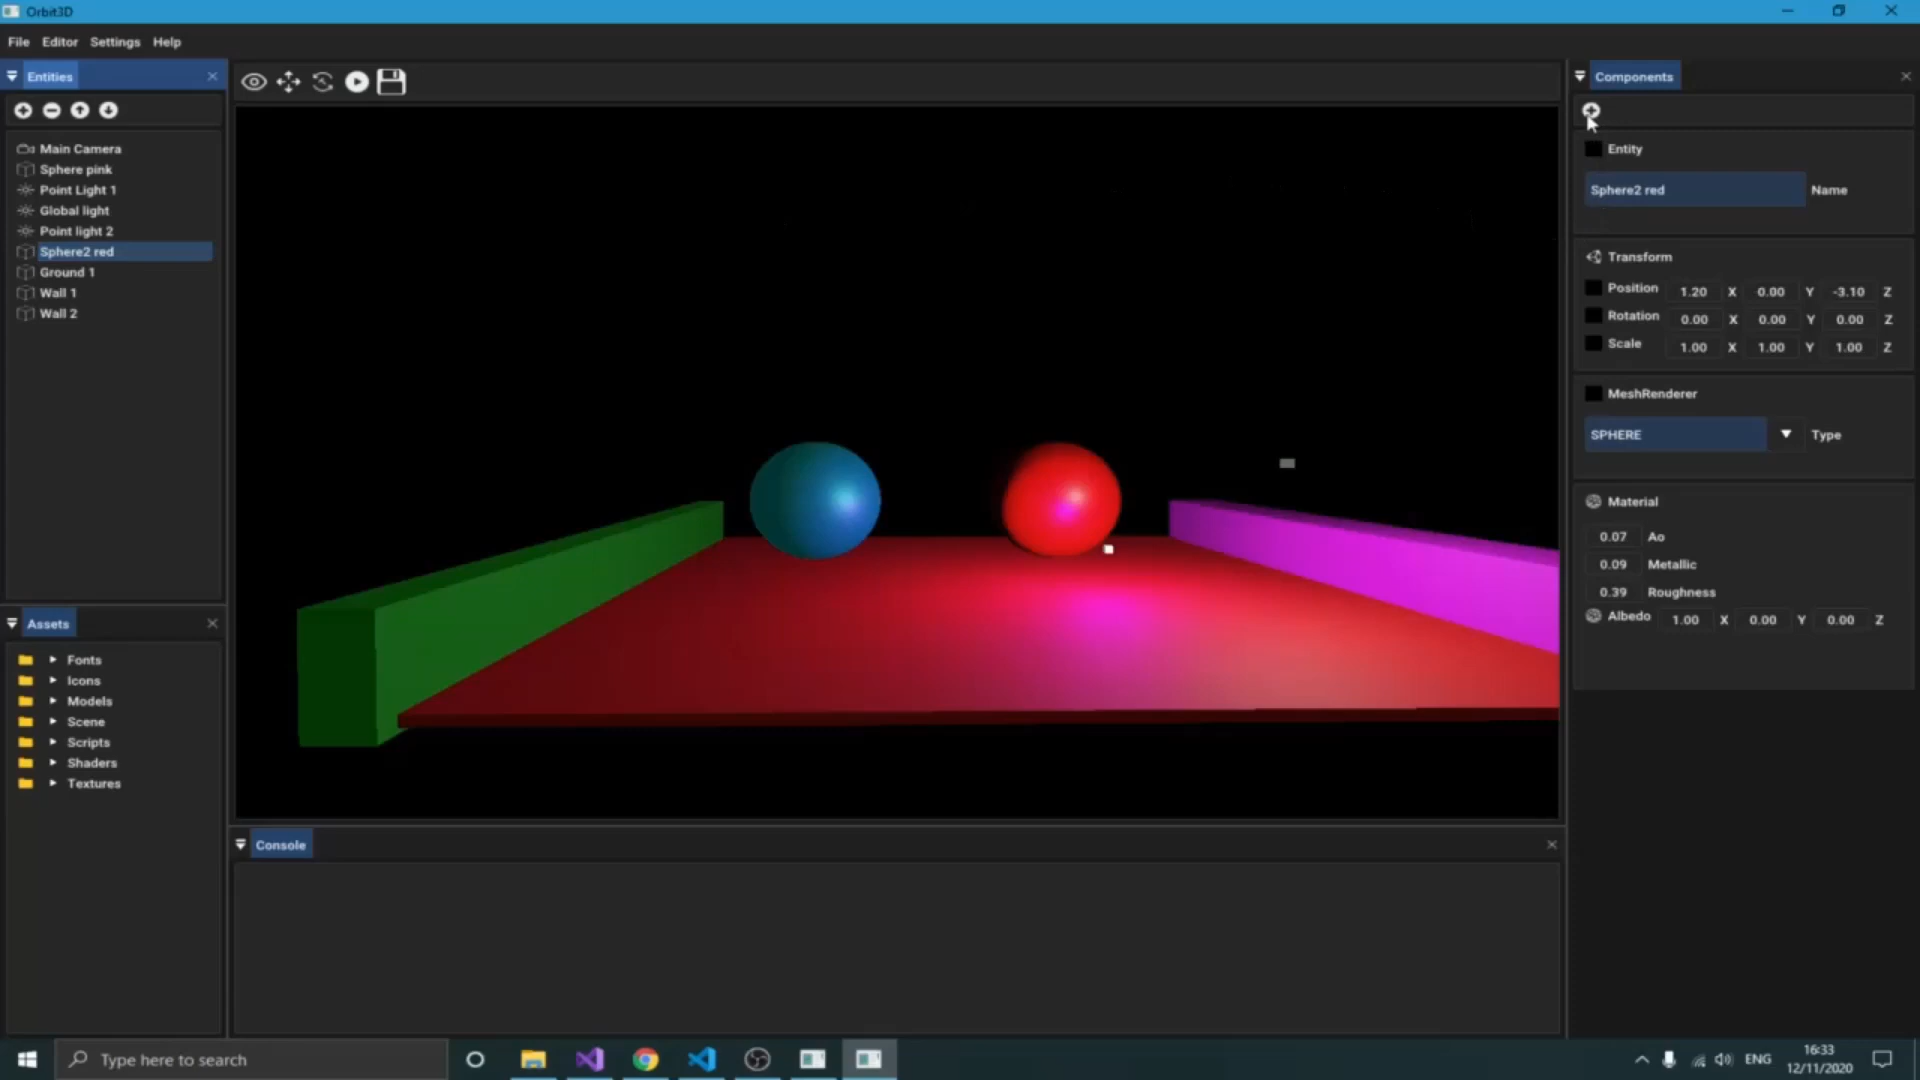 Orbit3D
File Editor Settings Help
Entities
Main Camera
Sphere pink
Point Light 1
Global light
Point light 2
Sphere2 red
Ground 1
Wall 1
Wall 2
Assets
Fonts
Icons
Models
Scene
Scripts
Shaders
Textures
Console
Components
Entity
Sphere2 red Name
Transform
Position 1.20 X 0.00 Y -3.10 Z
Rotation 0.00 X 0.00 Y 0.00 Z
Scale 1.00 X 1.00 Y 1.00 Z
MeshRenderer
SPHERE Type
Material
0.07 Ao
0.09 Metallic
0.39 Roughness
Albedo 1.00 X 0.00 Y 0.00 Z
Type here to search
ENG
16:33
12/11/2020